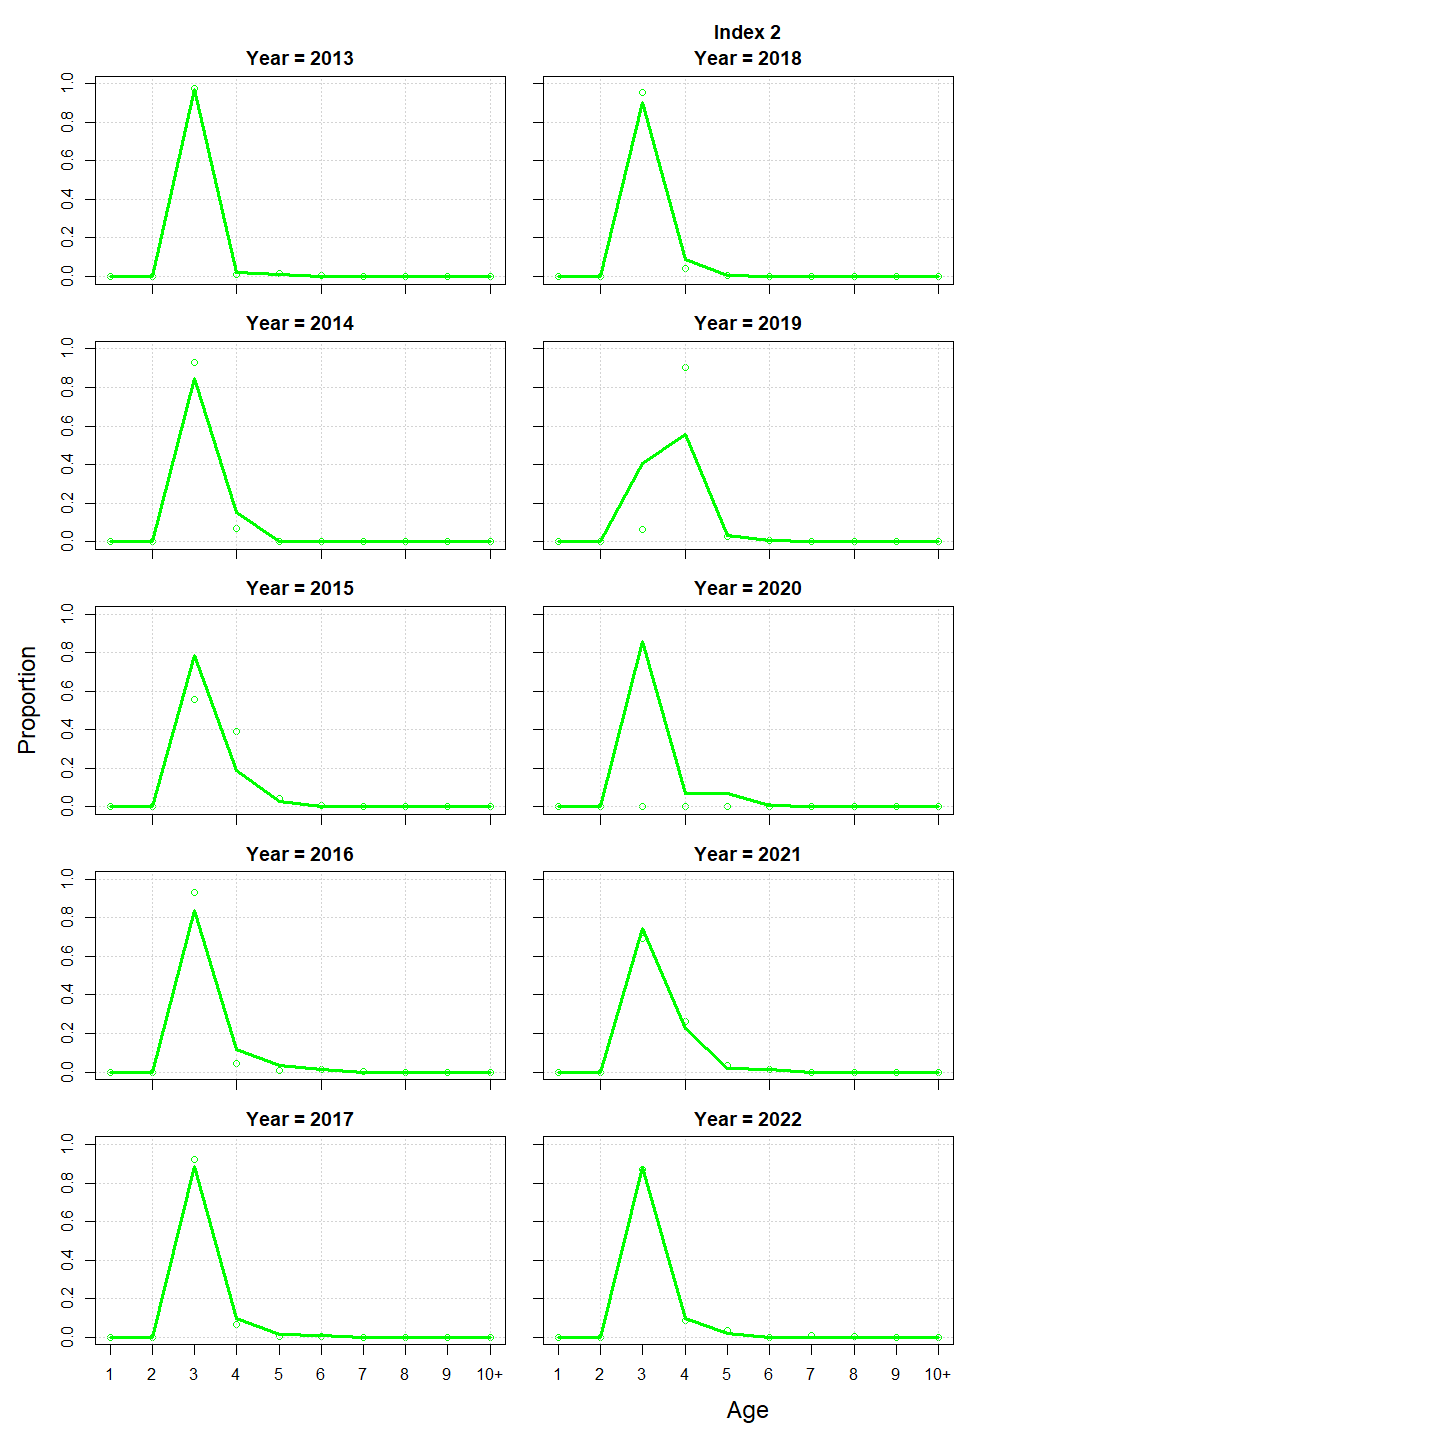 Index 2
Year = 2013
Year = 2018
0.0 0.2 0.4 0.6 0.8 1.0
Year = 2014
Year = 2019
0.0 0.2 0.4 0.6 0.8 1.0
Year = 2015
Year = 2020
0.0 0.2 0.4 0.6 0.8 1.0
Proportion
Year = 2016
Year = 2021
0.0 0.2 0.4 0.6 0.8 1.0
Year = 2017
Year = 2022
0.0 0.2 0.4 0.6 0.8 1.0
1 2 3 4 5 6 7 8 9 10+
1 2 3 4 5 6 7 8 9 10+
Age